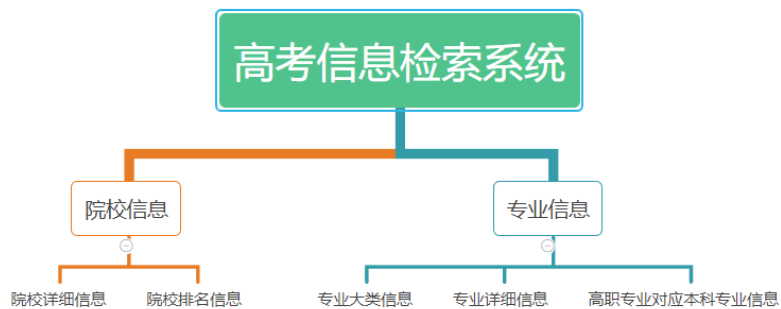 高考信息检索系统
院校信息
专业信息
院校详细信息
院校排名信息
专业大类信息
专业详细信息
高职专业对应本科专业信息